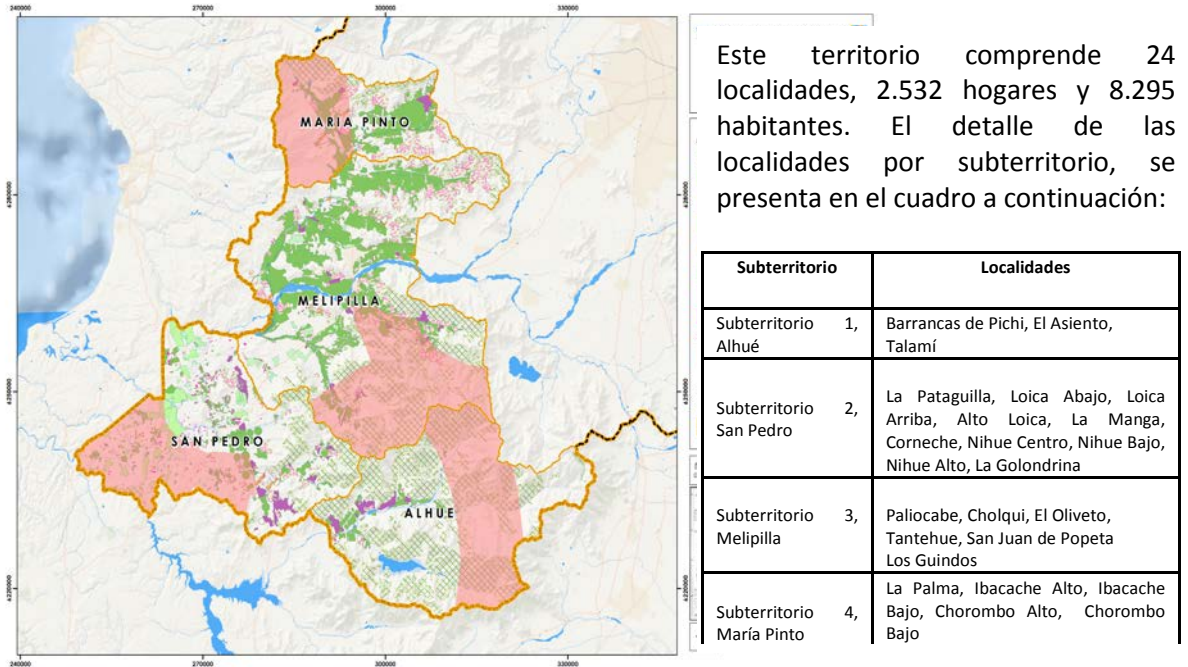 240000 270000 300000 330000
MARIA PINTO
MELIPILLA
SAN PEDRO
ALHUE
240000 270000 300000 330000
Este territorio comprende 24
localidades, 2.532 hogares y 8.295
habitantes. El detalle de las
localidades por subterritorio, se
presenta en el cuadro a continuación:
Subterritorio Localidades
Subterritorio 1,
Alhué
Barrancas de Pichi, El Asiento,
Talamí
Subterritorio 2,
San Pedro
La Pataguilla, Loica Abajo, Loica
Arriba, Alto Loica, La Manga,
Corneche, Nihue Centro, Nihue Bajo,
Nihue Alto, La Golondrina
Subterritorio 3,
Melipilla
Paliocabe, Cholqui, El Oliveto,
Tantehue, San Juan de Popeta
Los Guindos
Subterritorio 4,
María Pinto
La Palma, Ibacache Alto, Ibacache
Bajo, Chorombo Alto, Chorombo
Bajo